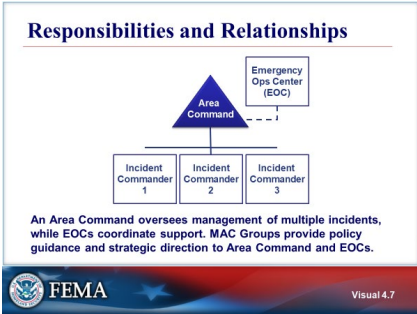 Responsibilities and Relationships
Emergency
Ops Center
(EOC)
Area
Command
Incident
Commander
1
Incident
Commander
2
Incident
Commander
3
An Area Command oversees management of multiple incidents,
while EOCs coordinate support. MAC Groups provide policy
guidance and strategic direction to Area Command and EOCs.
FEMA
Visual 4.7